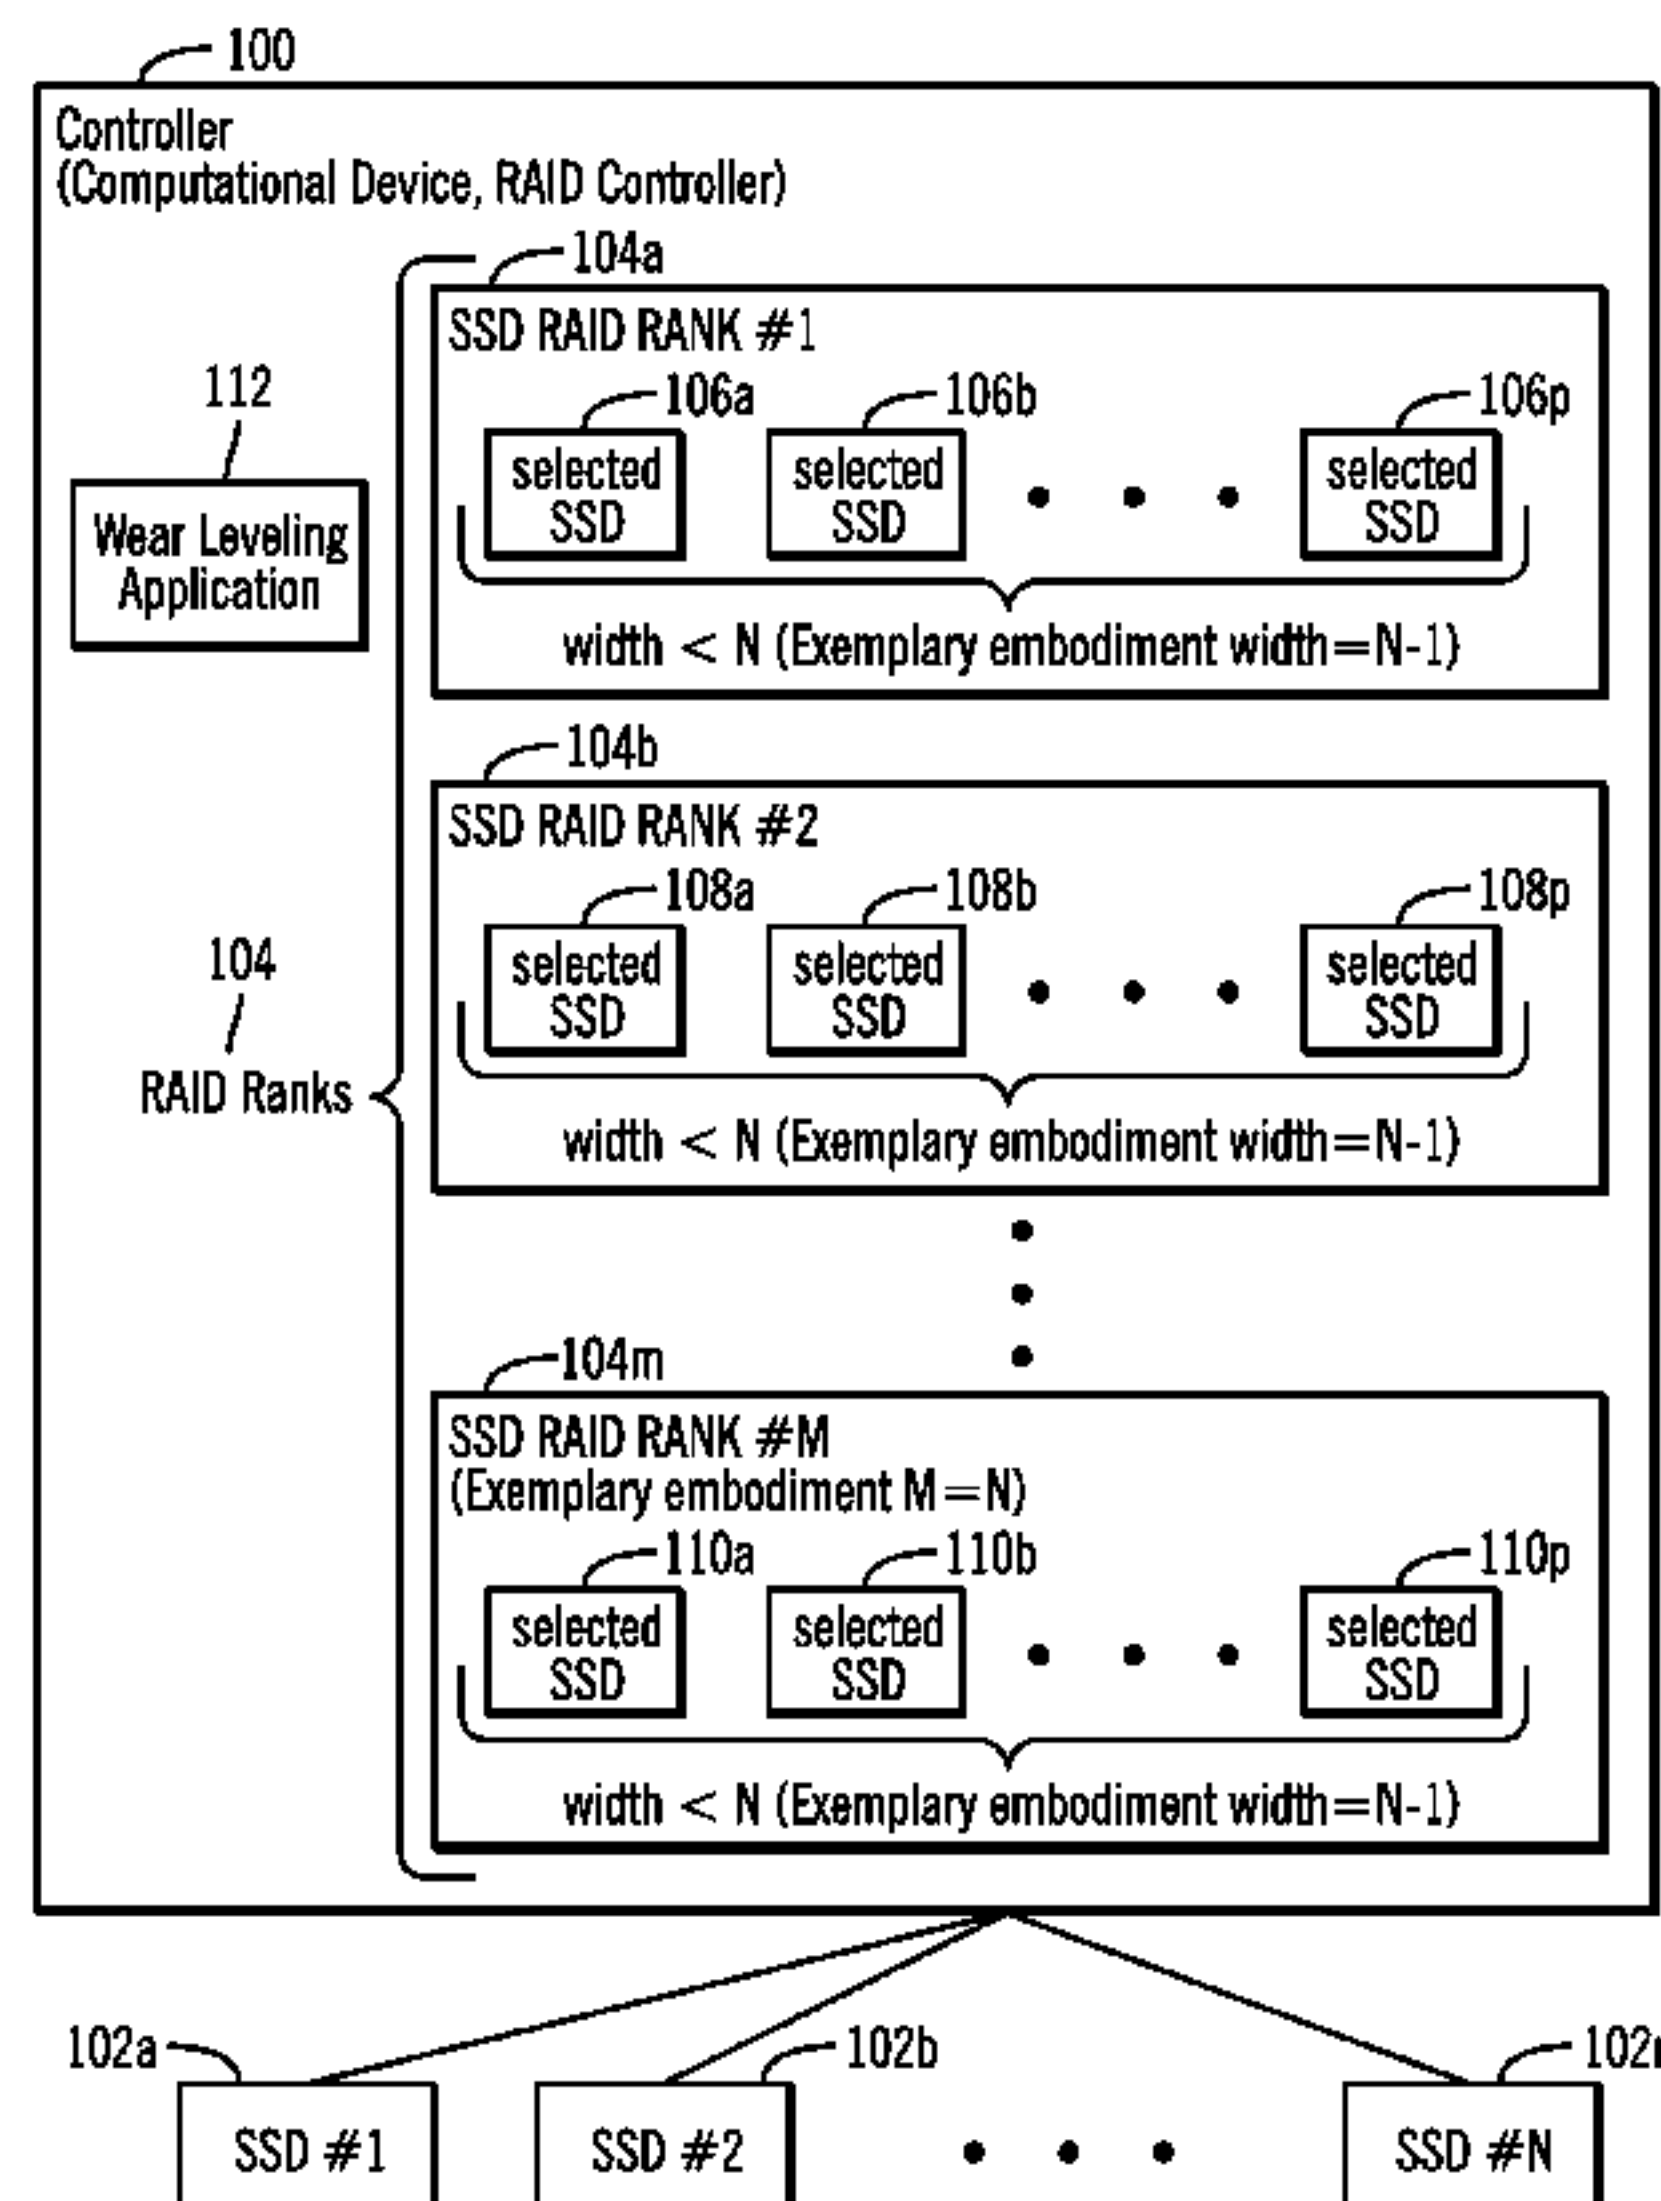 100
Controller
(Computational Device, RAID Controller)
104a
SSD RAID RANK #1
112
106a
106b
106p
selected
SSD
selected
SSD
selected
SSD
Wear Leveling
Application
width < N (Exemplary embodiment width=N-1)
104b
SSD RAID RANK #2
108a
108b
108p
selected
SSD
selected
SSD
selected
SSD
104
RAID Ranks
width < N (Exemplary embodiment width=N-1)
104m
SSD RAID RANK #M
(Exemplary embodiment M=N)
110a
110b
110p
selected
SSD
selected
SSD
selected
SSD
width < N (Exemplary embodiment width=N-1)
102a
102b
SSD #1
SSD #2
SSD #N